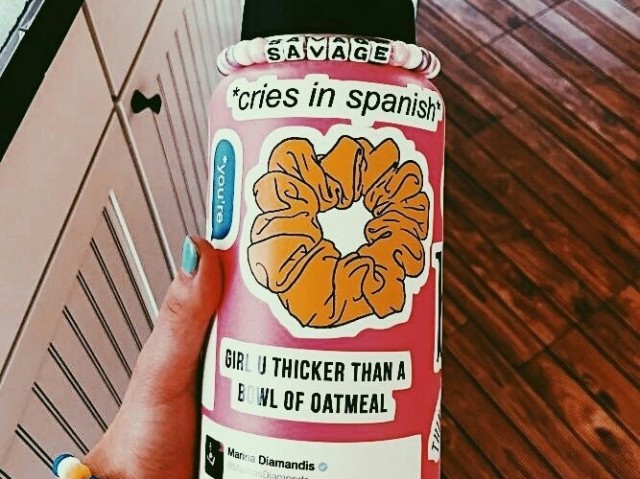 SAVAGE
*cries in spanish*
*you're
GIRL U THICKER THAN A
BOWL OF OATMEAL
Marina Diamandis